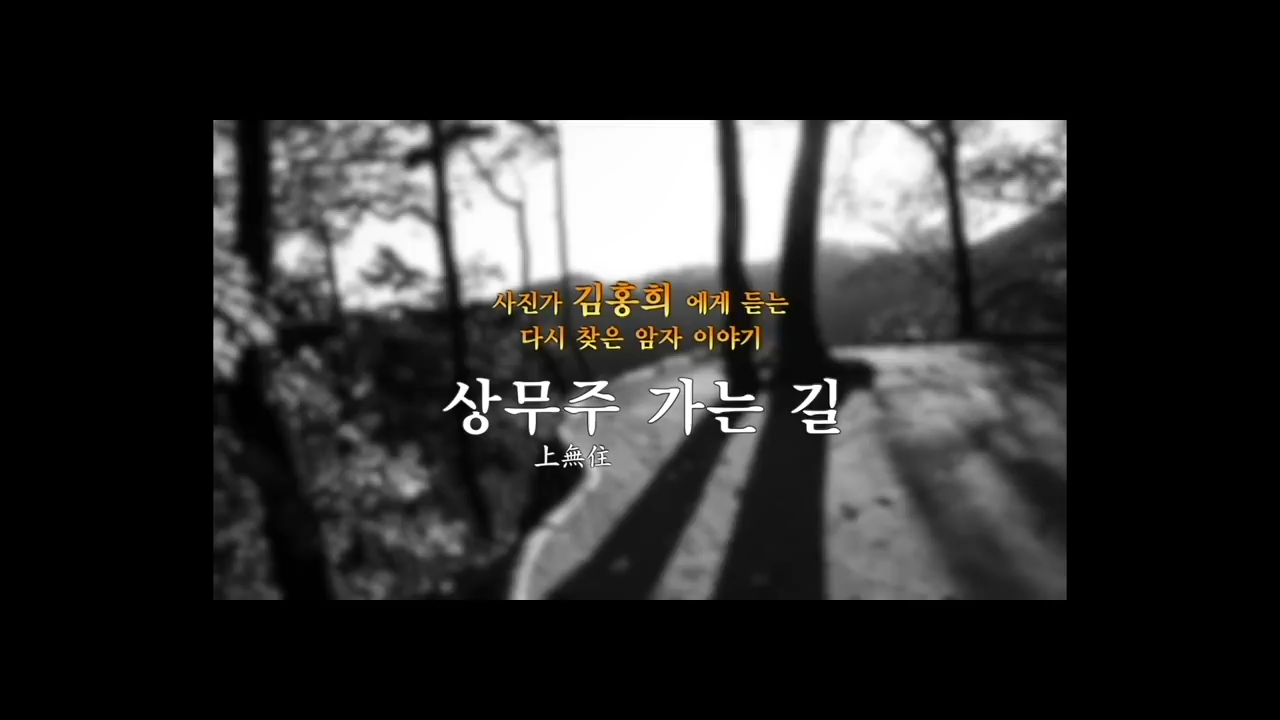 사진가 김홍희 에게 듣는
다시 찾은 암자 이야기
상무주 가는 길
上無住